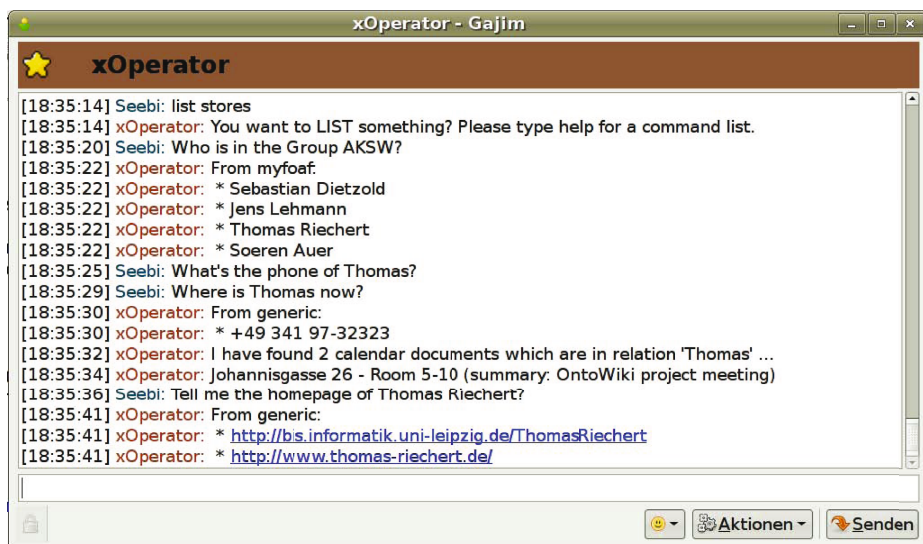 xOperator - Gajim
xOperator
[18:35:14] Seebi: list stores
[18:35:14] xOperator: You want to LIST something? Please type help for a command list.
[18:35:20] Seebi: Who is in the Group AKSW?
[18:35:22] xOperator: From myfoaf:
[18:35:22] xOperator: * Sebastian Dietzold
[18:35:22] xOperator: * Jens Lehmann
[18:35:22] xOperator: * Thomas Riechert
[18:35:22] xOperator: * Soeren Auer
[18:35:25] Seebi: What's the phone of Thomas?
[18:35:29] Seebi: Where is Thomas now?
[18:35:30] xOperator: From generic:
[18:35:30] xOperator: * +49 341 97-32323
[18:35:32] xOperator: I have found 2 calendar documents which are in relation 'Thomas' ...
[18:35:34] xOperator: Johannisgasse 26 - Room 5-10 (summary: OntoWiki project meeting)
[18:35:36] Seebi: Tell me the homepage of Thomas Riechert?
[18:35:41] xOperator: From generic:
[18:35:41] xOperator: * http://bis.informatik.uni-leipzig.de/ThomasRiechert
[18:35:41] xOperator: * http://www.thomas-riechert.de/
Aktionen
Senden